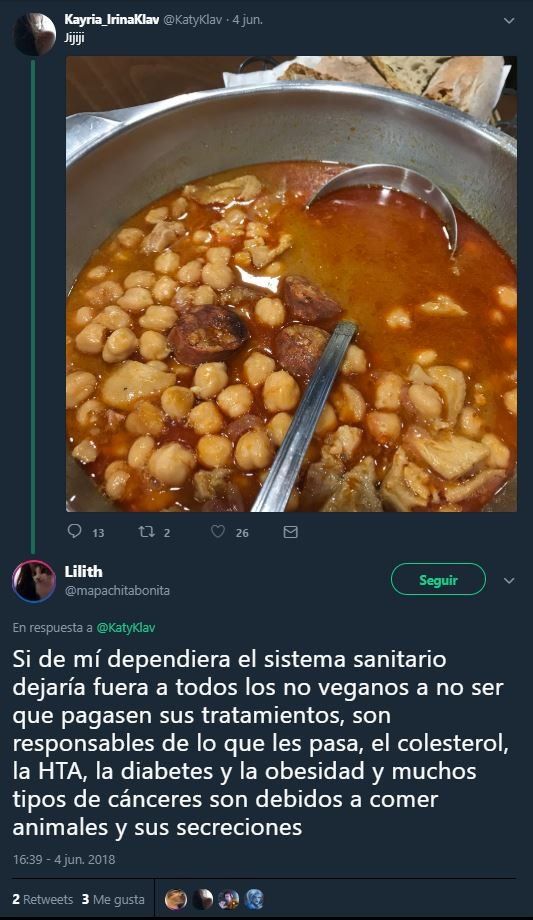 Kayria_IrinaKlav @KatyKlav · 4 jun.
Jijiji
13 2 26
Lilith
@mapachitabonita
Seguir
En respuesta a @KatyKlav
Si de mí dependiera el sistema sanitario
dejaría fuera a todos los no veganos a no ser
que pagasen sus tratamientos, son
responsables de lo que les pasa, el colesterol,
la HTA, la diabetes y la obesidad y muchos
tipos de cánceres son debidos a comer
animales y sus secreciones
16:39 - 4 jun. 2018
2 Retweets 3 Me gusta